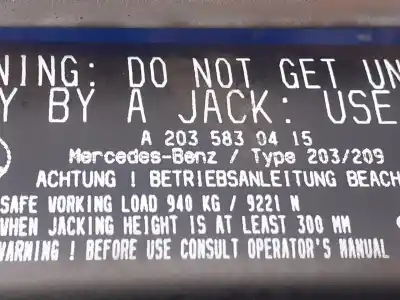 NING: DO NOT GET UN
Y BY A JACK: USE
A 203 583 04 15
Mercedes-Benz / Type 203/209
ACHTUNG ! BETRIEBSANLEITUNG BEACH
SAFE VORKING LOAD 940 KG / 9221 N
WHEN JACKING HEIGHT IS AT LEAST 300 MM
WARNING ! BEFORE USE CONSULT OPERATOR'S MANUAL